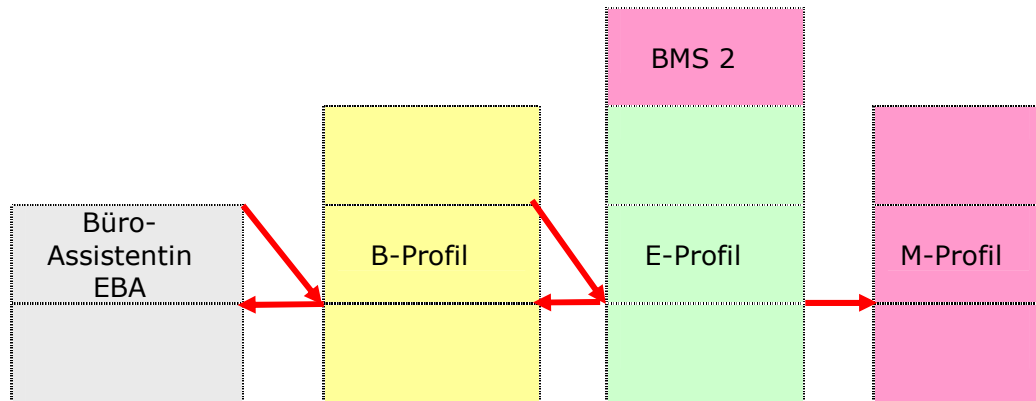 BMS 2
Büro-
Assistentin
EBA
B-Profil
E-Profil
M-Profil